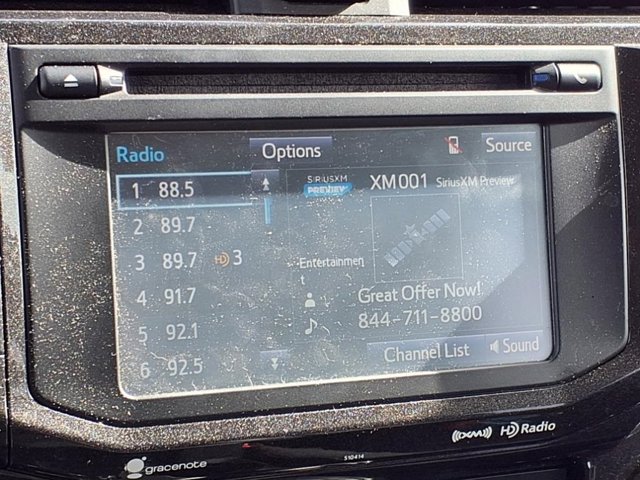 Radio
Options
Source
1 88.5
2 89.7
3 89.7 HD 3
4 91.7
5 92.1
6 92.5
SIRIUSXM
PREVIEW
XM001 SiriusXM Preview
Entertainmen
t
Great Offer Now!
844-711-8800
Channel List
Sound
((XM)) HD Radio
gracenote
510414